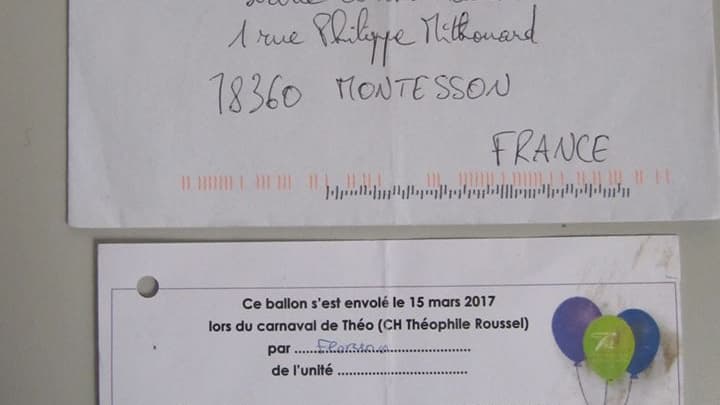 1 rue Philippe Mithouard
78360 MONTESSON
FRANCE
Ce ballon s'est envolé le 15 mars 2017
lors du carnaval de Théo (CH Théophile Roussel)
par ..................................................
de l'unité .....................................